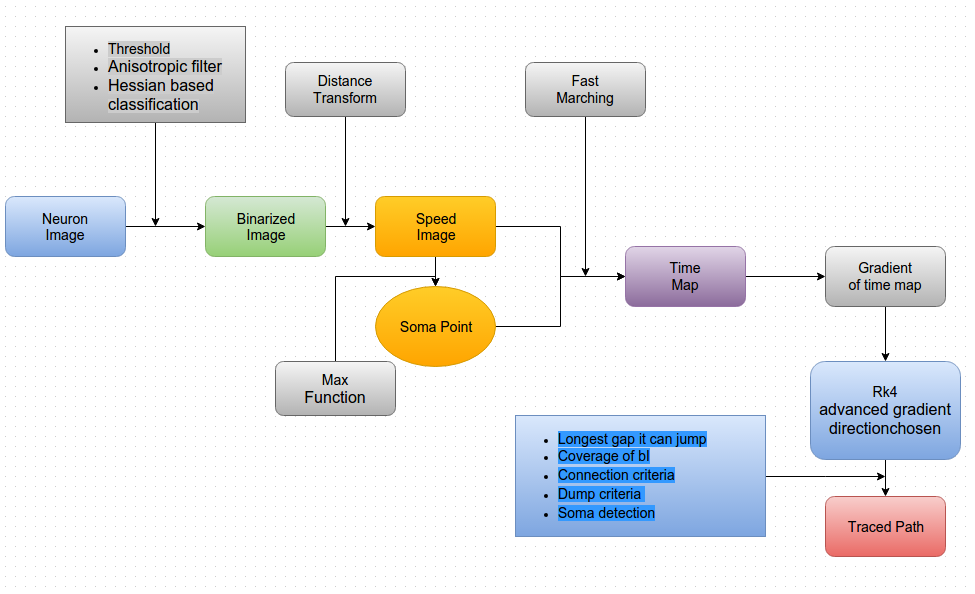 Threshold
Anisotropic filter
Hessian based
classification
Distance
Transform
Fast
Marching
Neuron
Image
Binarized
Image
Speed
Image
Time
Map
Gradient
of time map
Soma Point
Max
Function
Rk4
advanced gradient
directionchosen
Longest gap it can jump
Coverage of bI
Connection criteria
Dump criteria
Soma detection
Traced Path